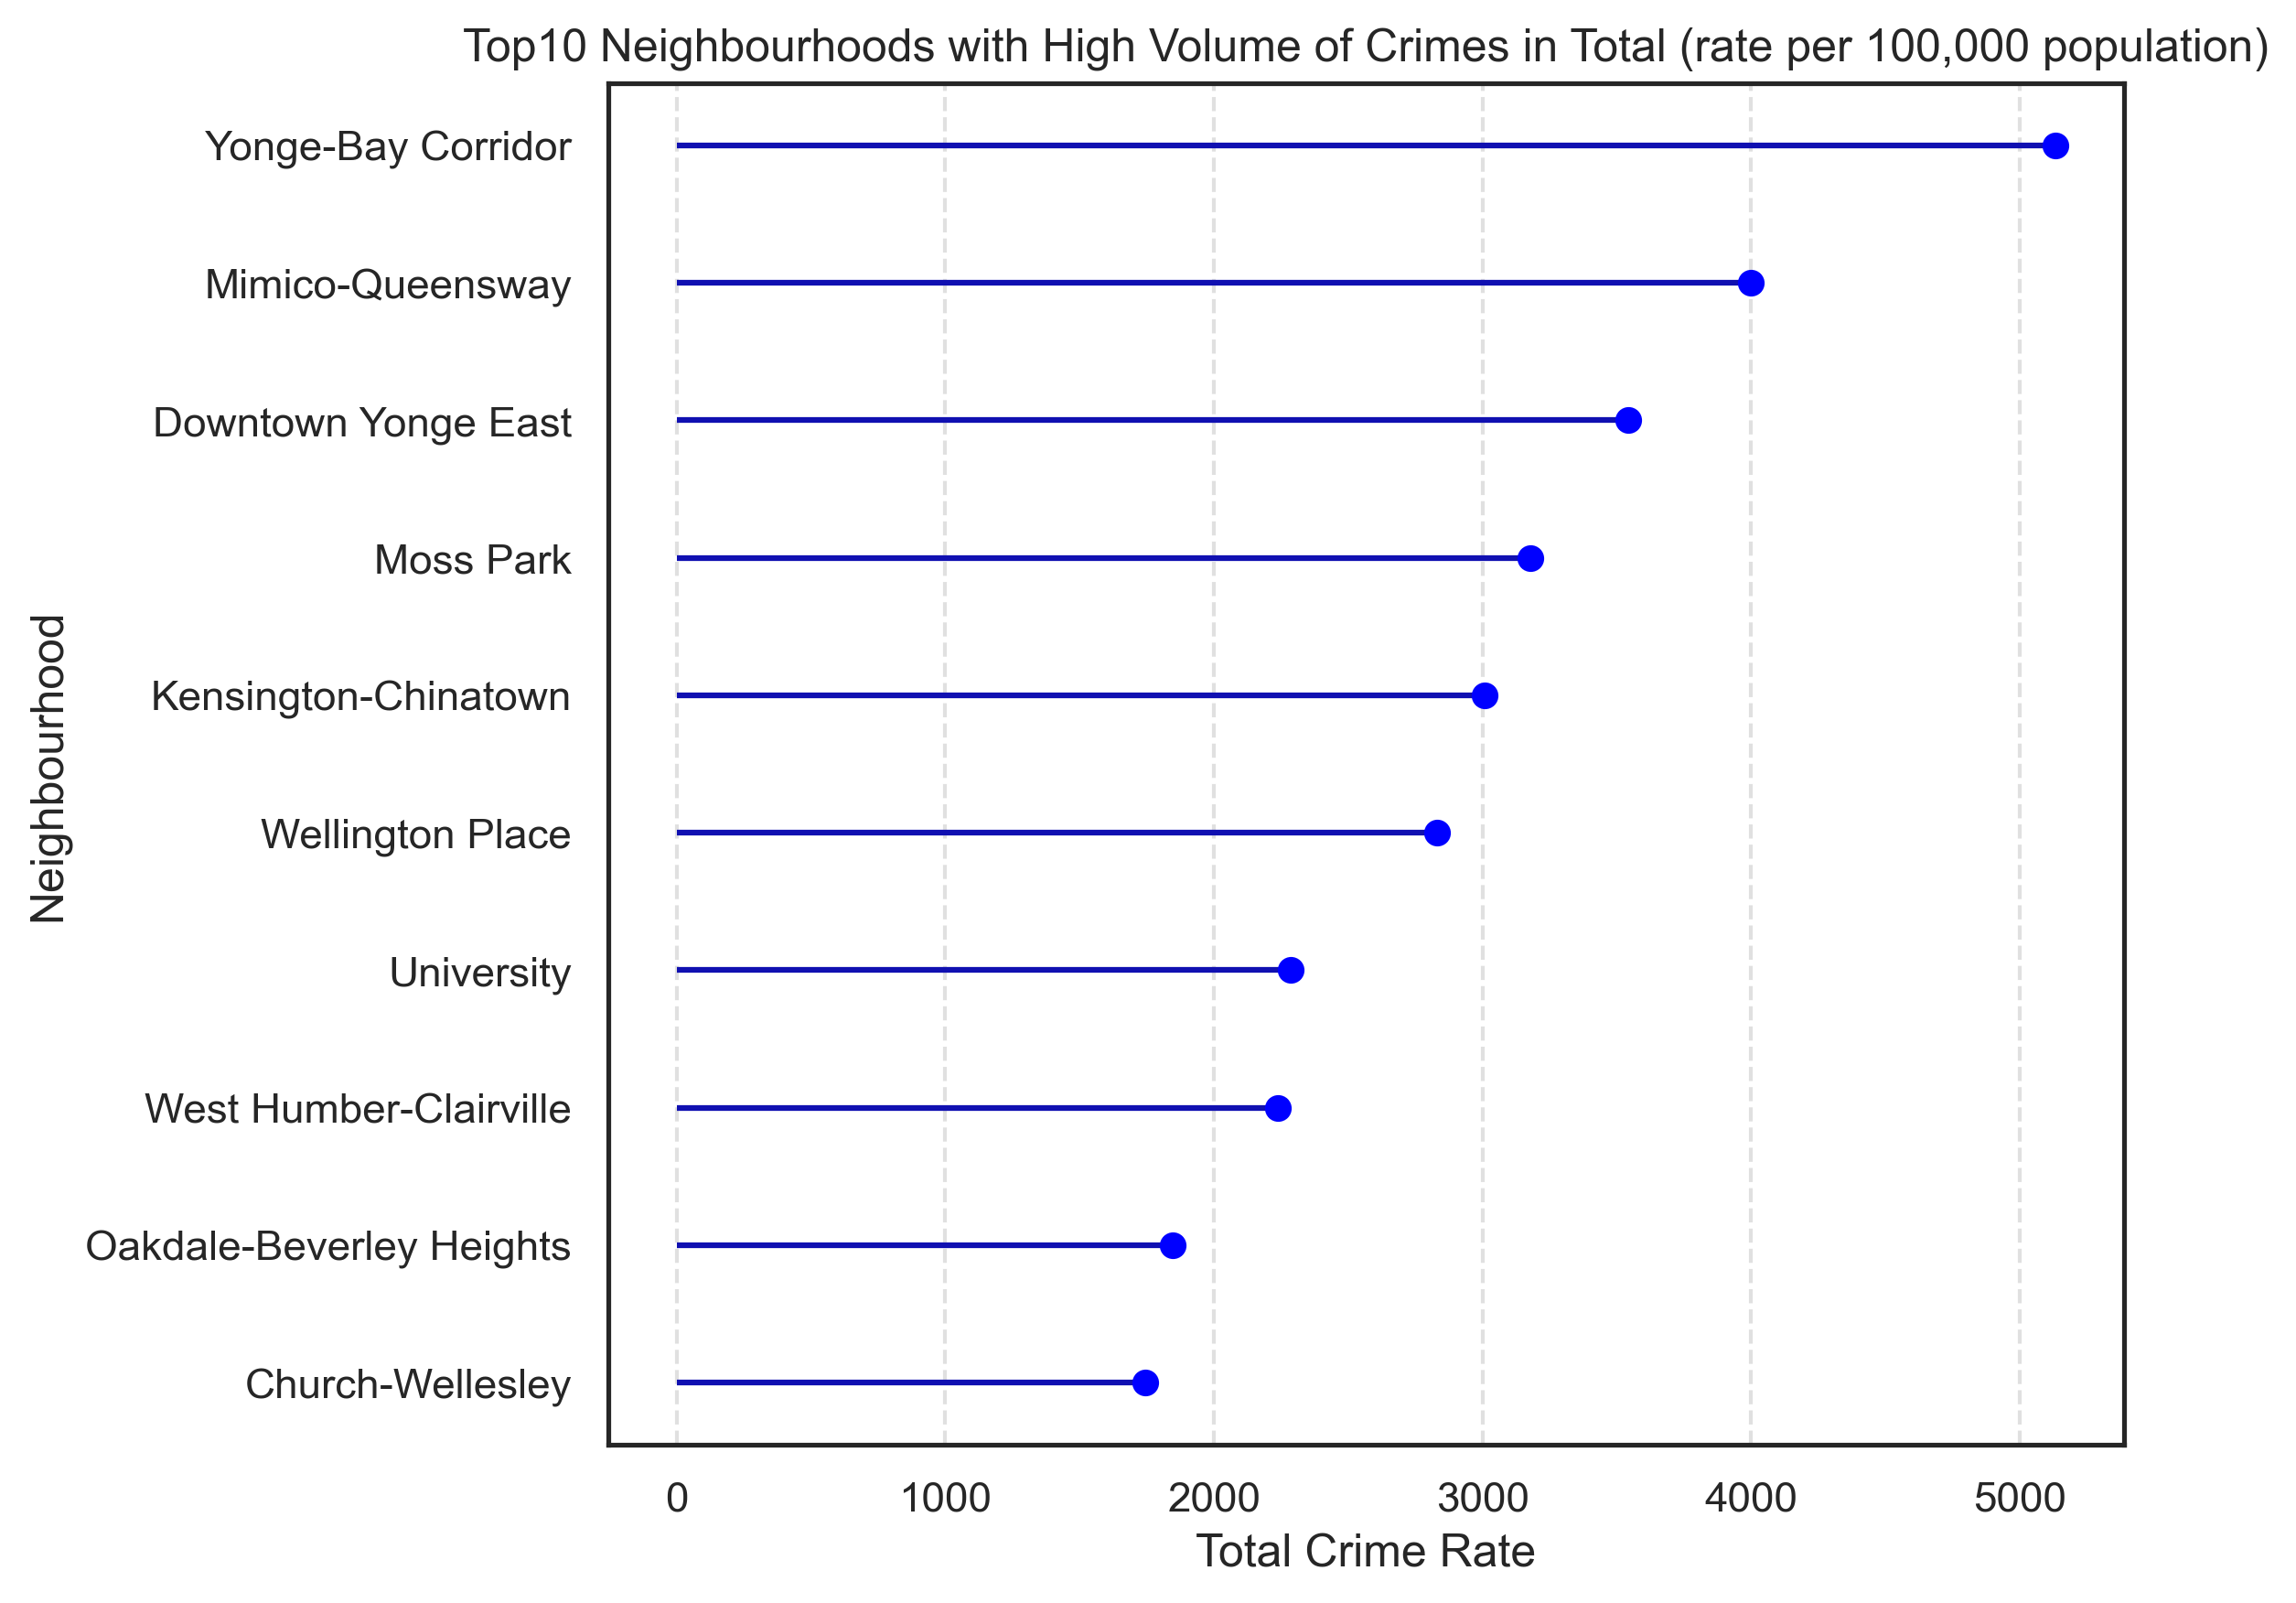 Top10 Neighbourhoods with High Volume of Crimes in Total (rate per 100,000 population)
Neighbourhood
Yonge-Bay Corridor
Mimico-Queensway
Downtown Yonge East
Moss Park
Kensington-Chinatown
Wellington Place
University
West Humber-Clairville
Oakdale-Beverley Heights
Church-Wellesley
0 1000 2000 3000 4000 5000
Total Crime Rate